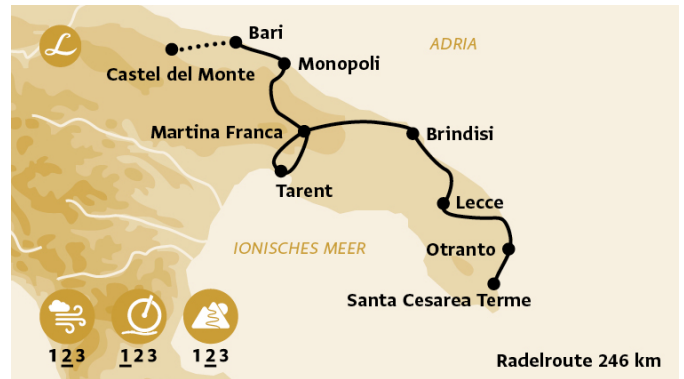 L
Bari
ADRIA
Castel del Monte
Monopoli
Martina Franca
Brindisi
Tarent
Lecce
IONISCHES MEER
Otranto
Santa Cesarea Terme
123
123
123
Radelroute 246 km